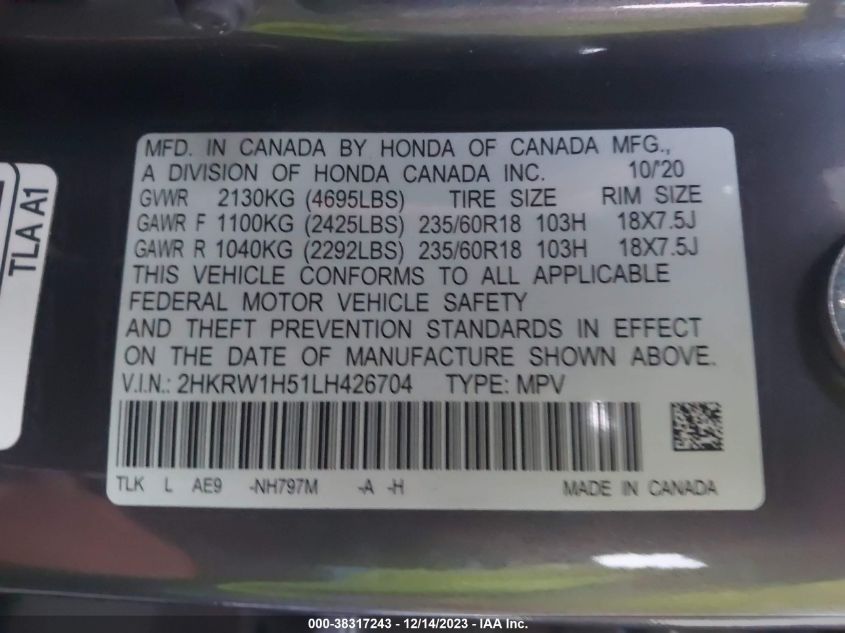 MFD. IN CANADA BY HONDA OF CANADA MFG.,
A DIVISION OF HONDA CANADA INC. 10/'20
GVWR 2130KG (4695LBS) TIRE SIZE RIM SIZE
GAWR F 1100KG (2425LBS) 235/60R18 103H 18X7.5J
GAWR R 1040KG (2292LBS) 235/60R18 103H 18X7.5J
THIS VEHICLE CONFORMS TO ALL APPLICABLE
FEDERAL MOTOR VEHICLE SAFETY
AND THEFT PREVENTION STANDARDS IN EFFECT
ON THE DATE OF MANUFACTURE SHOWN ABOVE.
V.I.N.: 2HKRW1H51LH426704 TYPE: MPV
TLK L AE9 -NH797M -A -H MADE IN CANADA
TLA A1
000-38317243 - 12/14/2023 - IAA Inc.